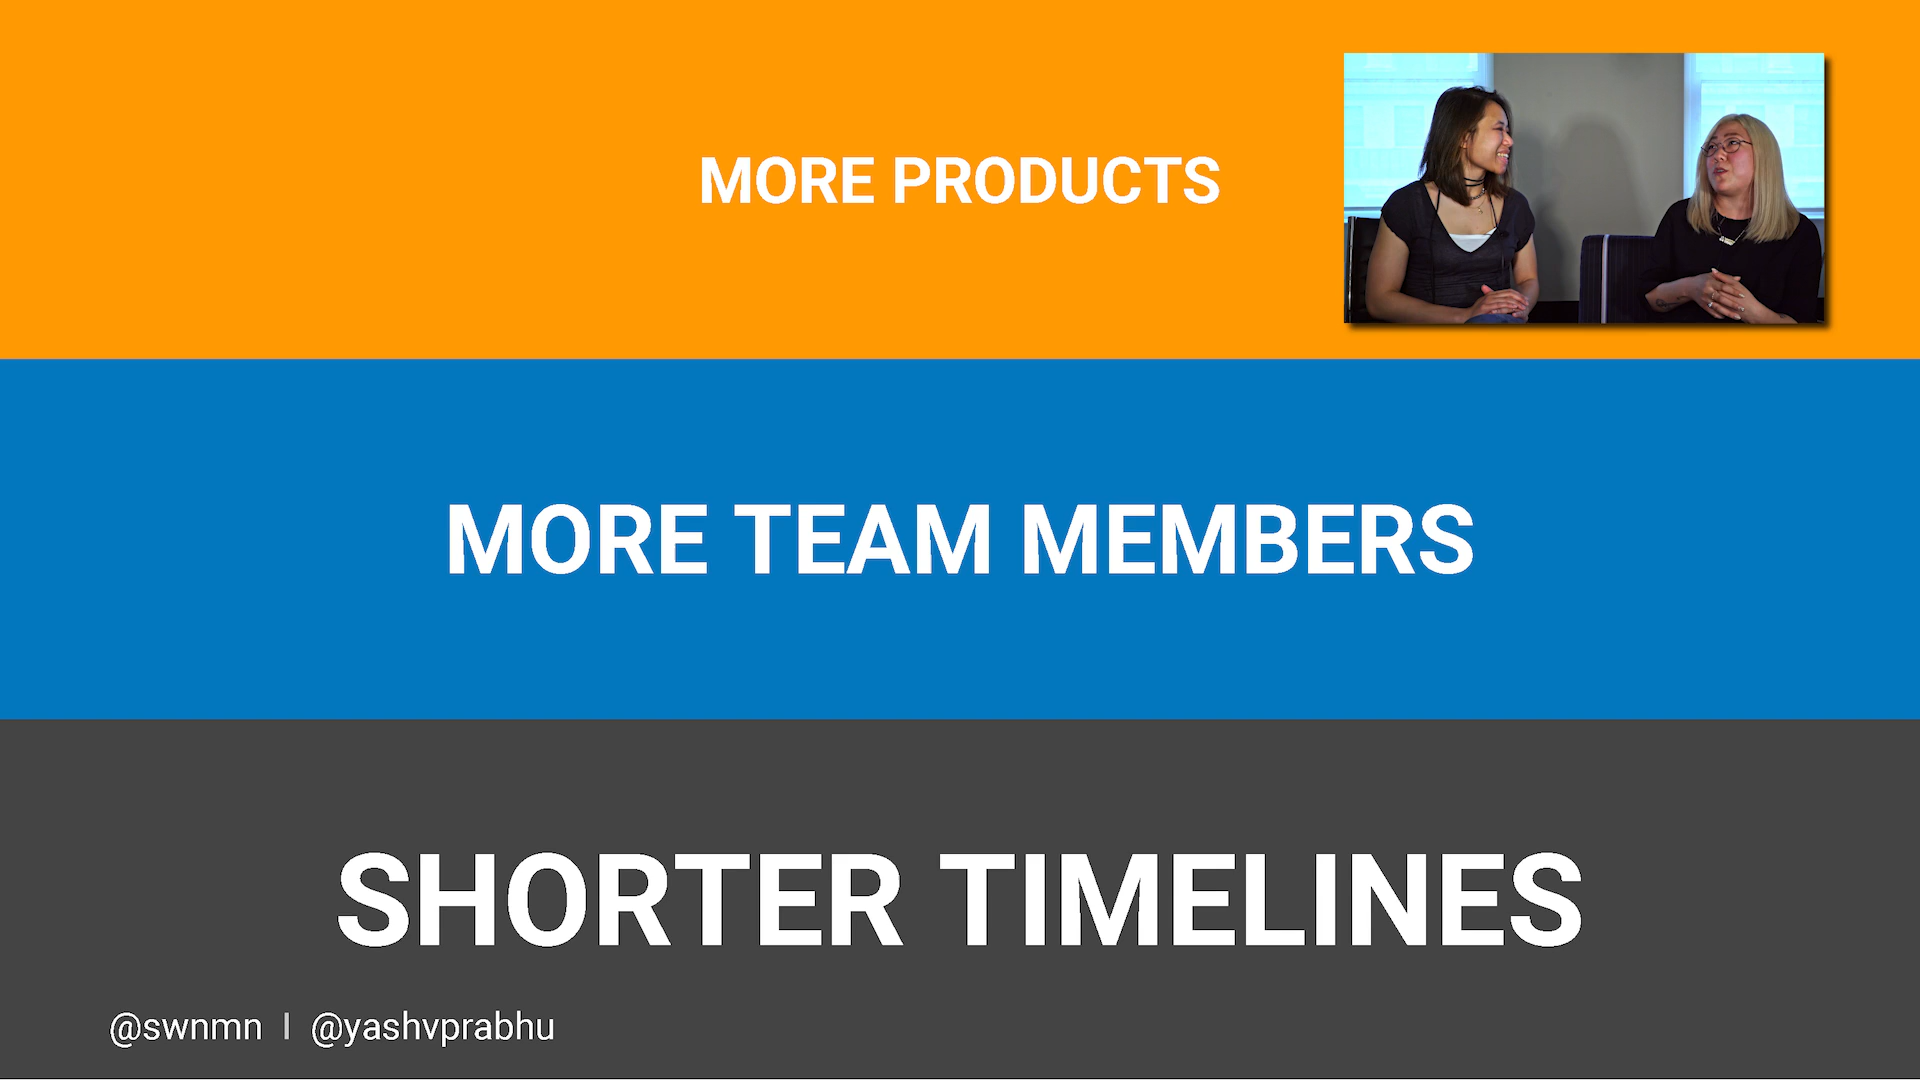 MORE PRODUCTS
MORE TEAM MEMBERS
SHORTER TIMELINES
@swnmn | @yashvprabhu